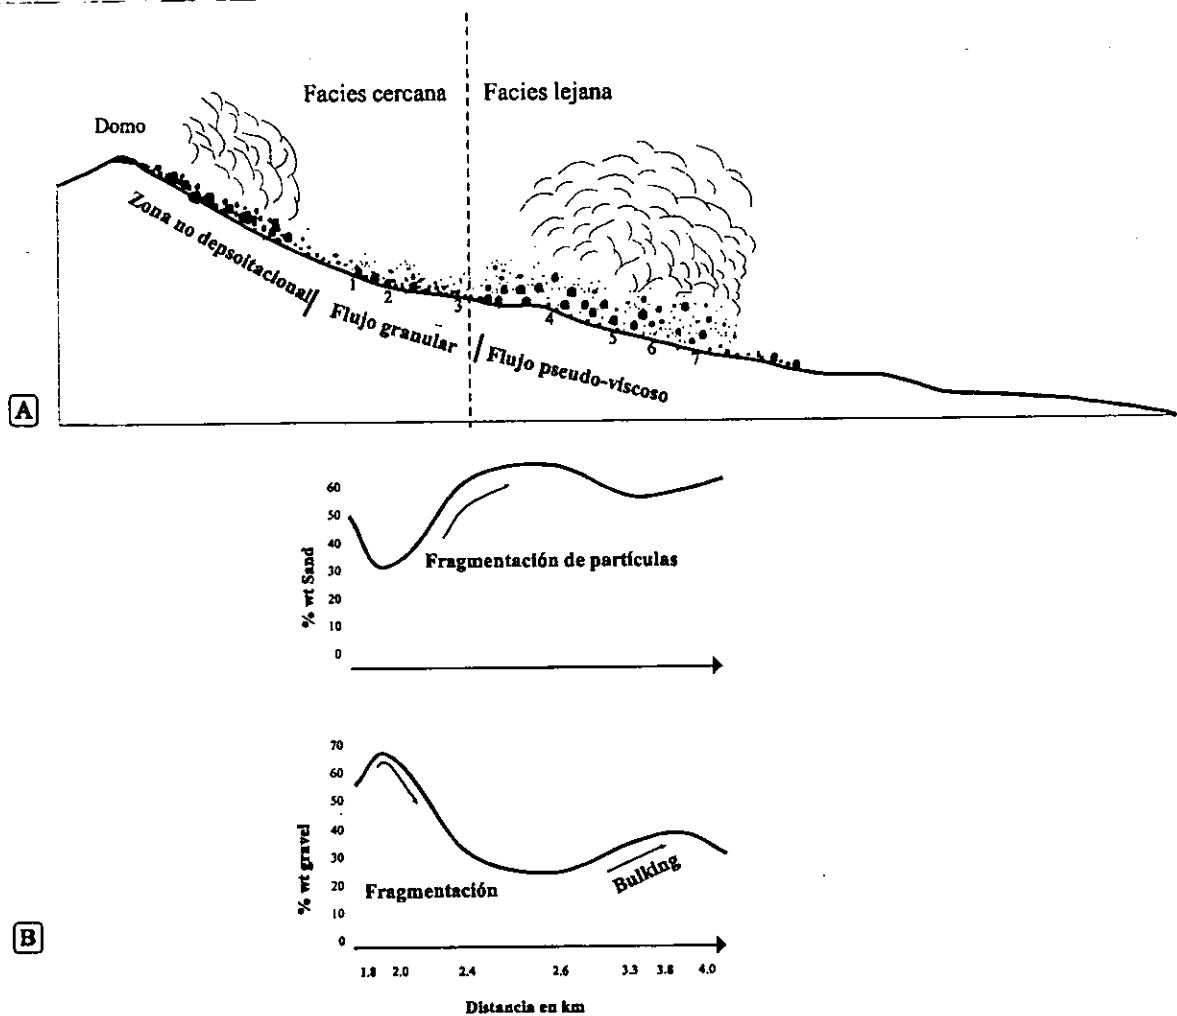 Facies cercana
Facies lejana
Domo
Zona no depsoitacional
Flujo granular
Flujo pseudo-viscoso
1
2
3
4
5
6
7
A
60
50
40
30
20
10
0
% wt Sand
Fragmentación de partículas
70
60
50
40
30
20
10
0
% wt gravel
Fragmentación
Bulking
B
1.8 2.0 2.4 2.6 3.3 3.8 4.0
Distancia en km